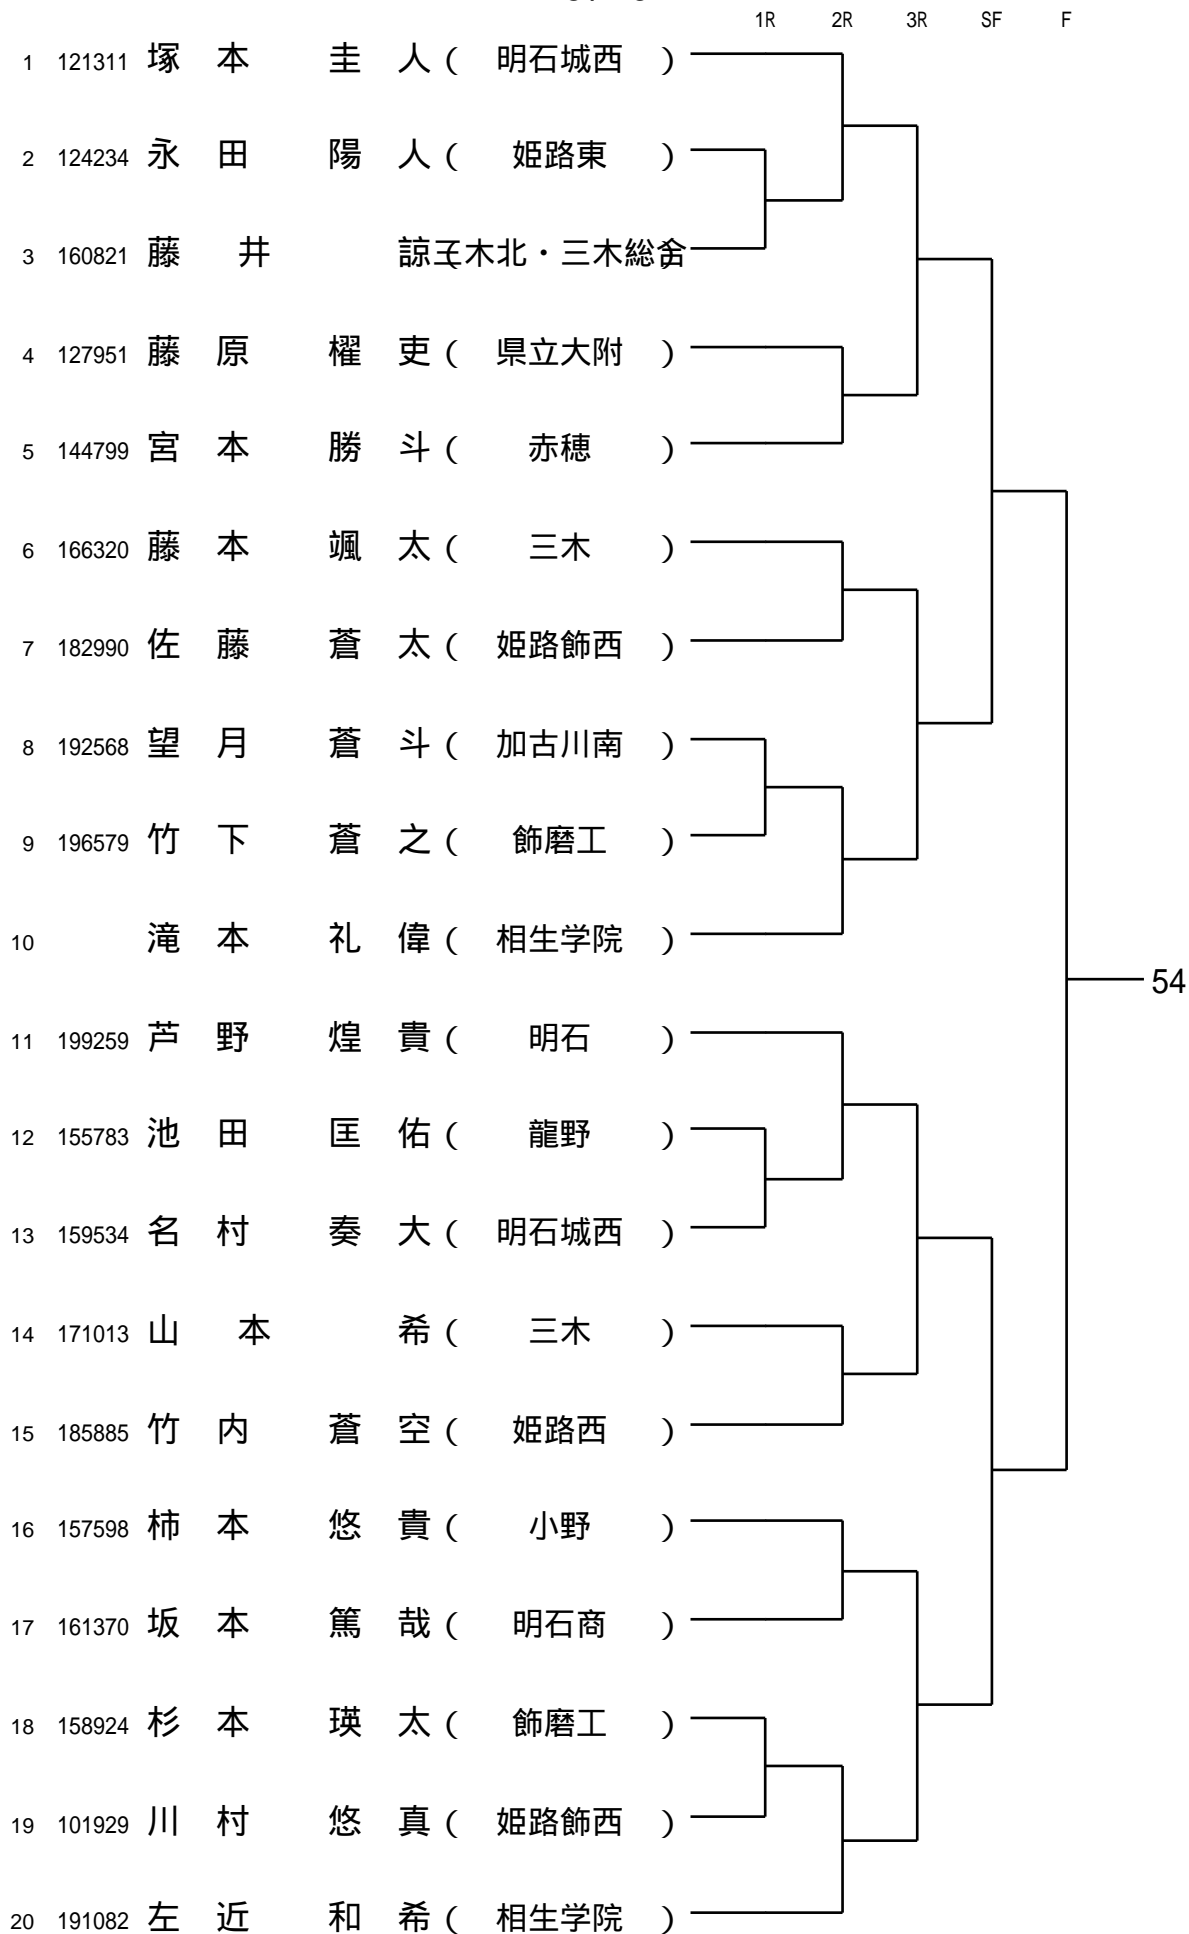 1R 2R 3R SF F
1 121311 塚本 圭人 ( 明石城西 )
2 124234 永田 陽人 ( 姫路東 )
3 160821 藤井 諒 三木北・三木総合
4 127951 藤原 櫂吏 ( 県立大附 )
5 144799 宮本 勝斗 ( 赤穂 )
6 166320 藤本 颯太 ( 三木 )
7 182990 佐藤 蒼太 ( 姫路飾西 )
8 192568 望月 蒼斗 ( 加古川南 )
9 196579 竹下 蒼之 ( 飾磨工 )
10 滝本 礼偉 ( 相生学院 )
54
11 199259 芦野 煌貴 ( 明石 )
12 155783 池田 匡佑 ( 龍野 )
13 159534 名村 奏大 ( 明石城西 )
14 171013 山本 希 ( 三木 )
15 185885 竹内 蒼空 ( 姫路西 )
16 157598 柿本 悠貴 ( 小野 )
17 161370 坂本 篤哉 ( 明石商 )
18 158924 杉本 瑛太 ( 飾磨工 )
19 101929 川村 悠真 ( 姫路飾西 )
20 191082 左近 和希 ( 相生学院 )